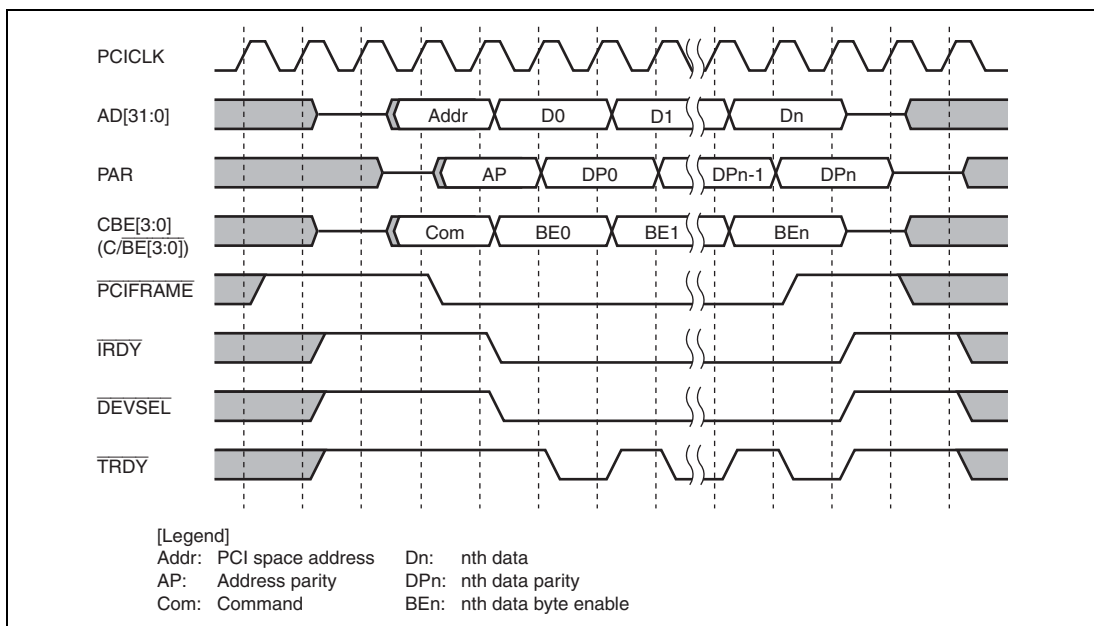 PCICLK
AD[31:0] Addr D0 D1 Dn
PAR AP DP0 DPn-1 DPn
CBE[3:0] Com BE0 BE1 BEn
(C/BE[3:0])
PCIFRAME
IRDY
DEVSEL
TRDY
[Legend]
Addr: PCI space address Dn: nth data
AP: Address parity DPn: nth data parity
Com: Command BEn: nth data byte enable